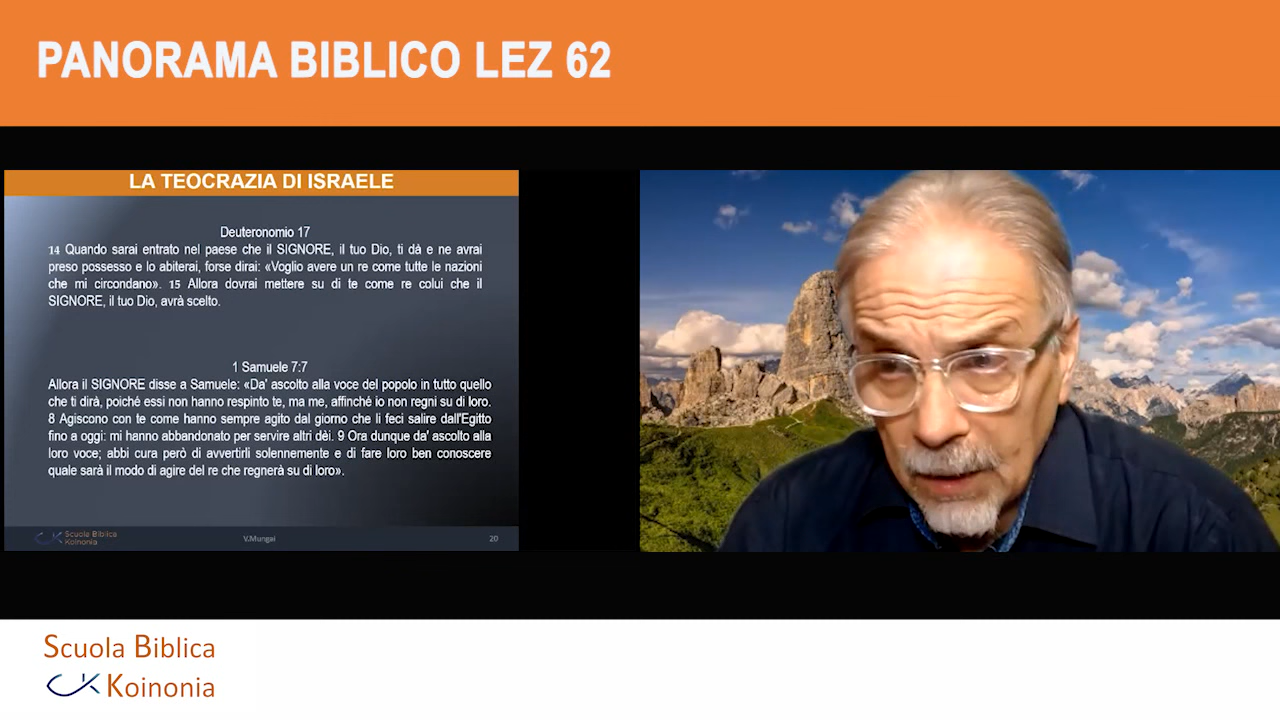 PANORAMA BIBLICO LEZ 62
LA TEOCRAZIA DI ISRAELE
Deuteronomio 17
14 Quando sarai entrato nel paese che il SIGNORE, il tuo Dio, ti dà e ne avrai
preso possesso e lo abiterai, forse dirai: «Voglio avere un re come tutte le nazioni
che mi circondano». 15 Allora dovrai mettere su di te come re colui che il
SIGNORE, il tuo Dio, avrà scelto.
1 Samuele 7:7
Allora il SIGNORE disse a Samuele: «Da' ascolto alla voce del popolo in tutto quello
che ti dirà, poiché essi non hanno respinto te, ma me, affinché io non regni su di loro.
8 Agiscono con te come hanno sempre agito dal giorno che li feci salire dall'Egitto
fino a oggi: mi hanno abbandonato per servire altri dèi. 9 Ora dunque da' ascolto alla
loro voce; abbi cura però di avvertirli solennemente e di fare loro ben conoscere
quale sarà il modo di agire del re che regnerà su di loro».
Scuola Biblica
Koinonia
V.Mungai
20
Scuola Biblica
Koinonia